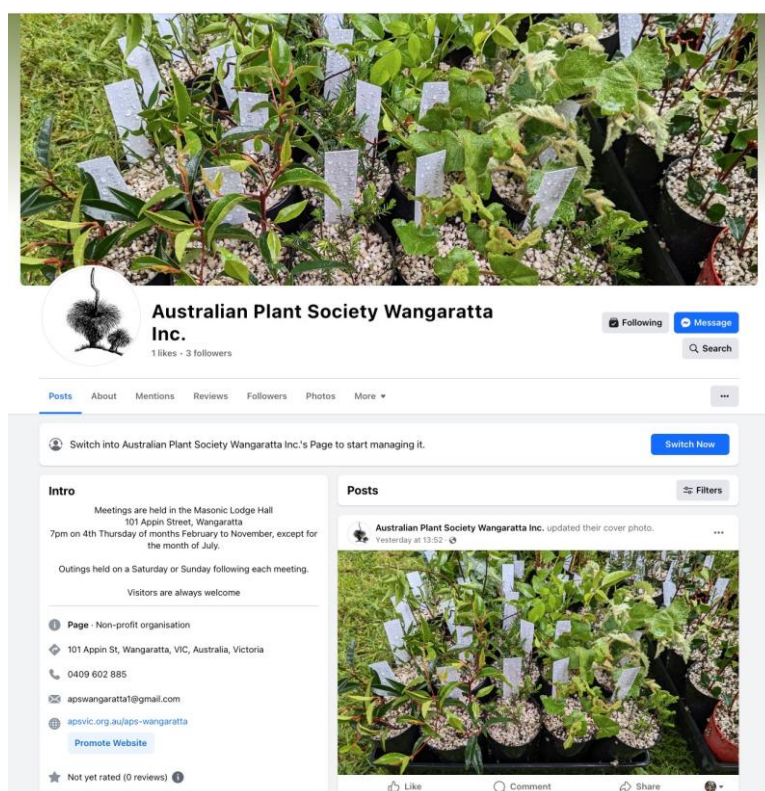 Australian Plant Society Wangaratta
Inc.
1 likes • 3 followers
Following
Message
Search
Posts
About
Mentions
Reviews
Followers
Photos
More
Switch into Australian Plant Society Wangaratta Inc.'s Page to start managing it.
Switch Now
Intro
Meetings are held in the Masonic Lodge Hall
101 Appin Street, Wangaratta
7pm on 4th Thursday of months February to November, except for
the month of July.
Outings held on a Saturday or Sunday following each meeting.
Visitors are always welcome
Page · Non-profit organisation
101 Appin St, Wangaratta, VIC, Australia, Victoria
0409 602 885
apswangaratta1@gmail.com
apsvic.org.au/aps-wangaratta
Promote Website
Not yet rated (0 reviews)
Posts
Filters
Australian Plant Society Wangaratta Inc. updated their cover photo.
Yesterday at 13:52 ·
Like
Comment
Share